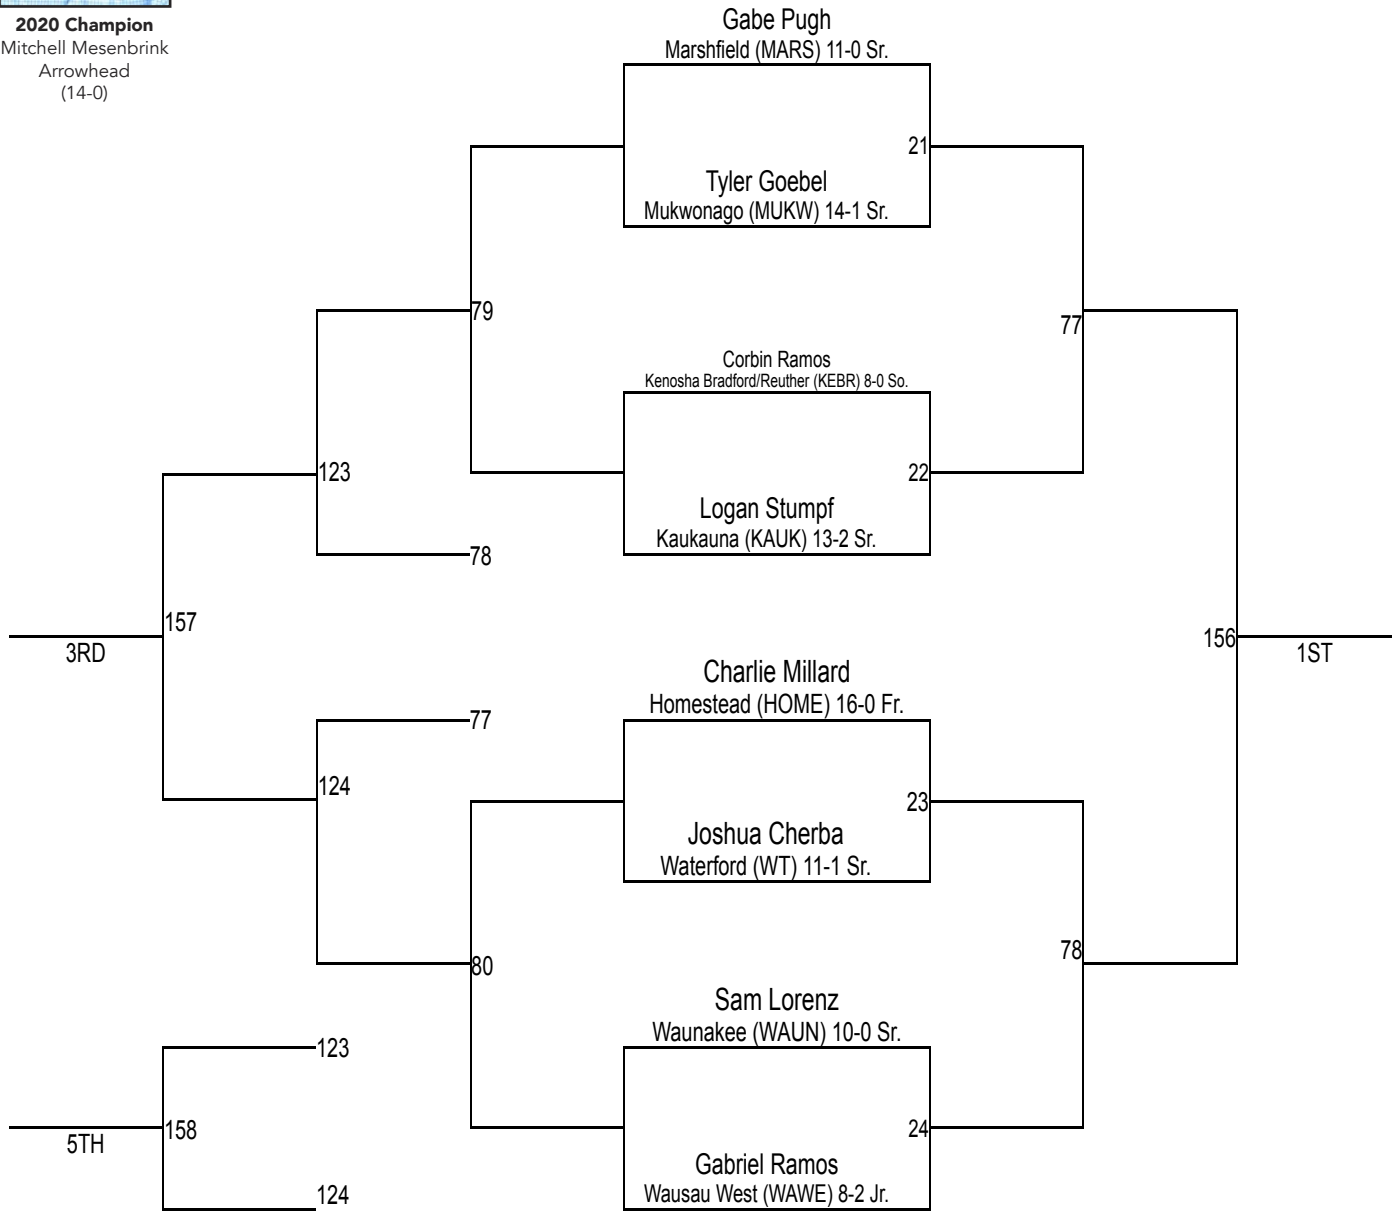 2020 Champion
Mitchell Mesenbrink
Arrowhead
(14-0)
Gabe Pugh
Marshfield (MARS) 11-0 Sr.
21
Tyler Goebel
Mukwonago (MUKW) 14-1 Sr.
79
77
Corbin Ramos
Kenosha Bradford/Reuther (KEBR) 8-0 So.
123
22
Logan Stumpf
Kaukauna (KAUK) 13-2 Sr.
78
157
3RD
156
1ST
Charlie Millard
Homestead (HOME) 16-0 Fr.
77
124
23
Joshua Cherba
Waterford (WT) 11-1 Sr.
80
78
Sam Lorenz
Waunakee (WAUN) 10-0 Sr.
123
158
5TH
24
Gabriel Ramos
Wausau West (WAWE) 8-2 Jr.
124